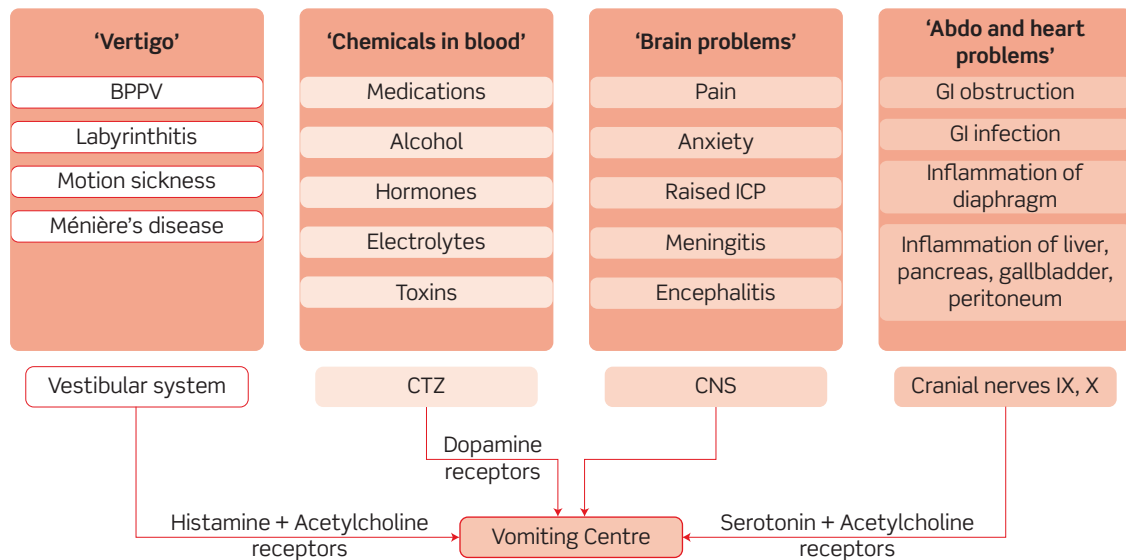 ‘Vertigo’
BPPV
Labyrinthitis
Motion sickness
Ménière’s disease
Vestibular system
‘Chemicals in blood’
Medications
Alcohol
Hormones
Electrolytes
Toxins
CTZ
‘Brain problems’
Pain
Anxiety
Raised ICP
Meningitis
Encephalitis
CNS
‘Abdo and heart
problems’
GI obstruction
GI infection
Inflammation of
diaphragm
Inflammation of liver,
pancreas, gallbladder,
peritoneum
Cranial nerves IX, X
Dopamine
receptors
Histamine + Acetylcholine
receptors
Vomiting Centre
Serotonin + Acetylcholine
receptors